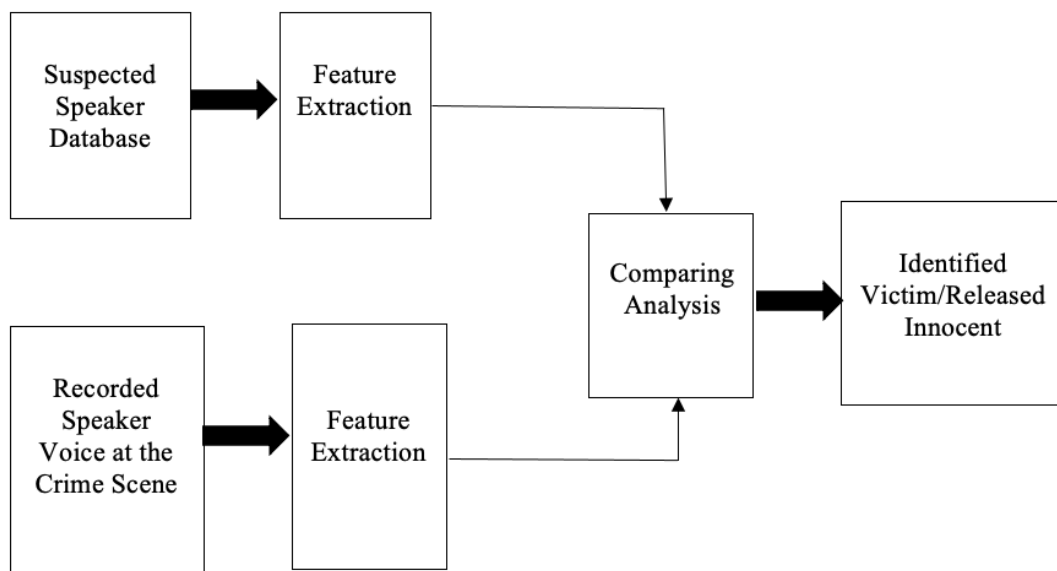 Suspected
Speaker
Database
Feature
Extraction
Recorded
Speaker
Voice at the
Crime Scene
Feature
Extraction
Comparing
Analysis
Identified
Victim/Released
Innocent